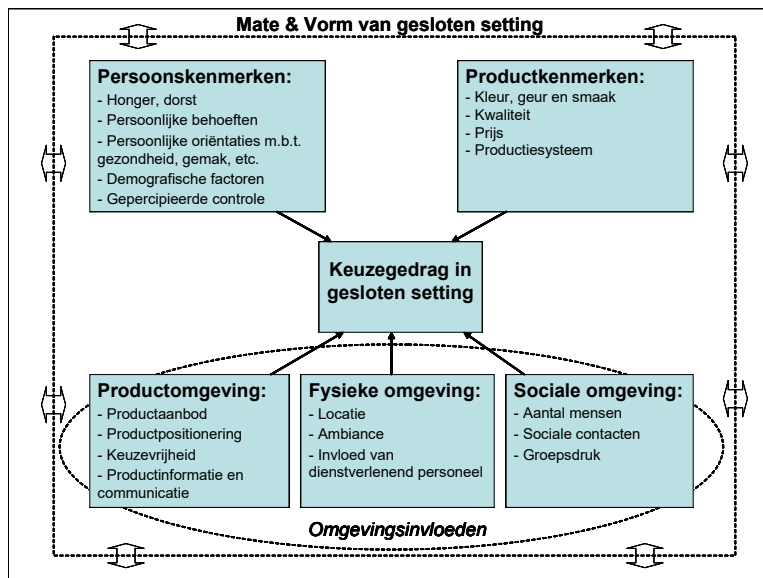 Mate & Vorm van gesloten setting
Persoonskenmerken:
- Honger, dorst
- Persoonlijke behoeften
- Persoonlijke oriëntaties m.b.t.
gezondheid, gemak, etc.
- Demografische factoren
- Gepercipieerde controle
Productkenmerken:
- Kleur, geur en smaak
- Kwaliteit
- Prijs
- Productiesysteem
Keuzegedrag in
gesloten setting
Productomgeving:
- Productaanbod
- Productpositionering
- Keuzevrijheid
- Productinformatie en
communicatie
Fysieke omgeving:
- Locatie
- Ambiance
- Invloed van
dienstverlenend personeel
Sociale omgeving:
- Aantal mensen
- Sociale contacten
- Groepsdruk
Omgevingsinvloeden